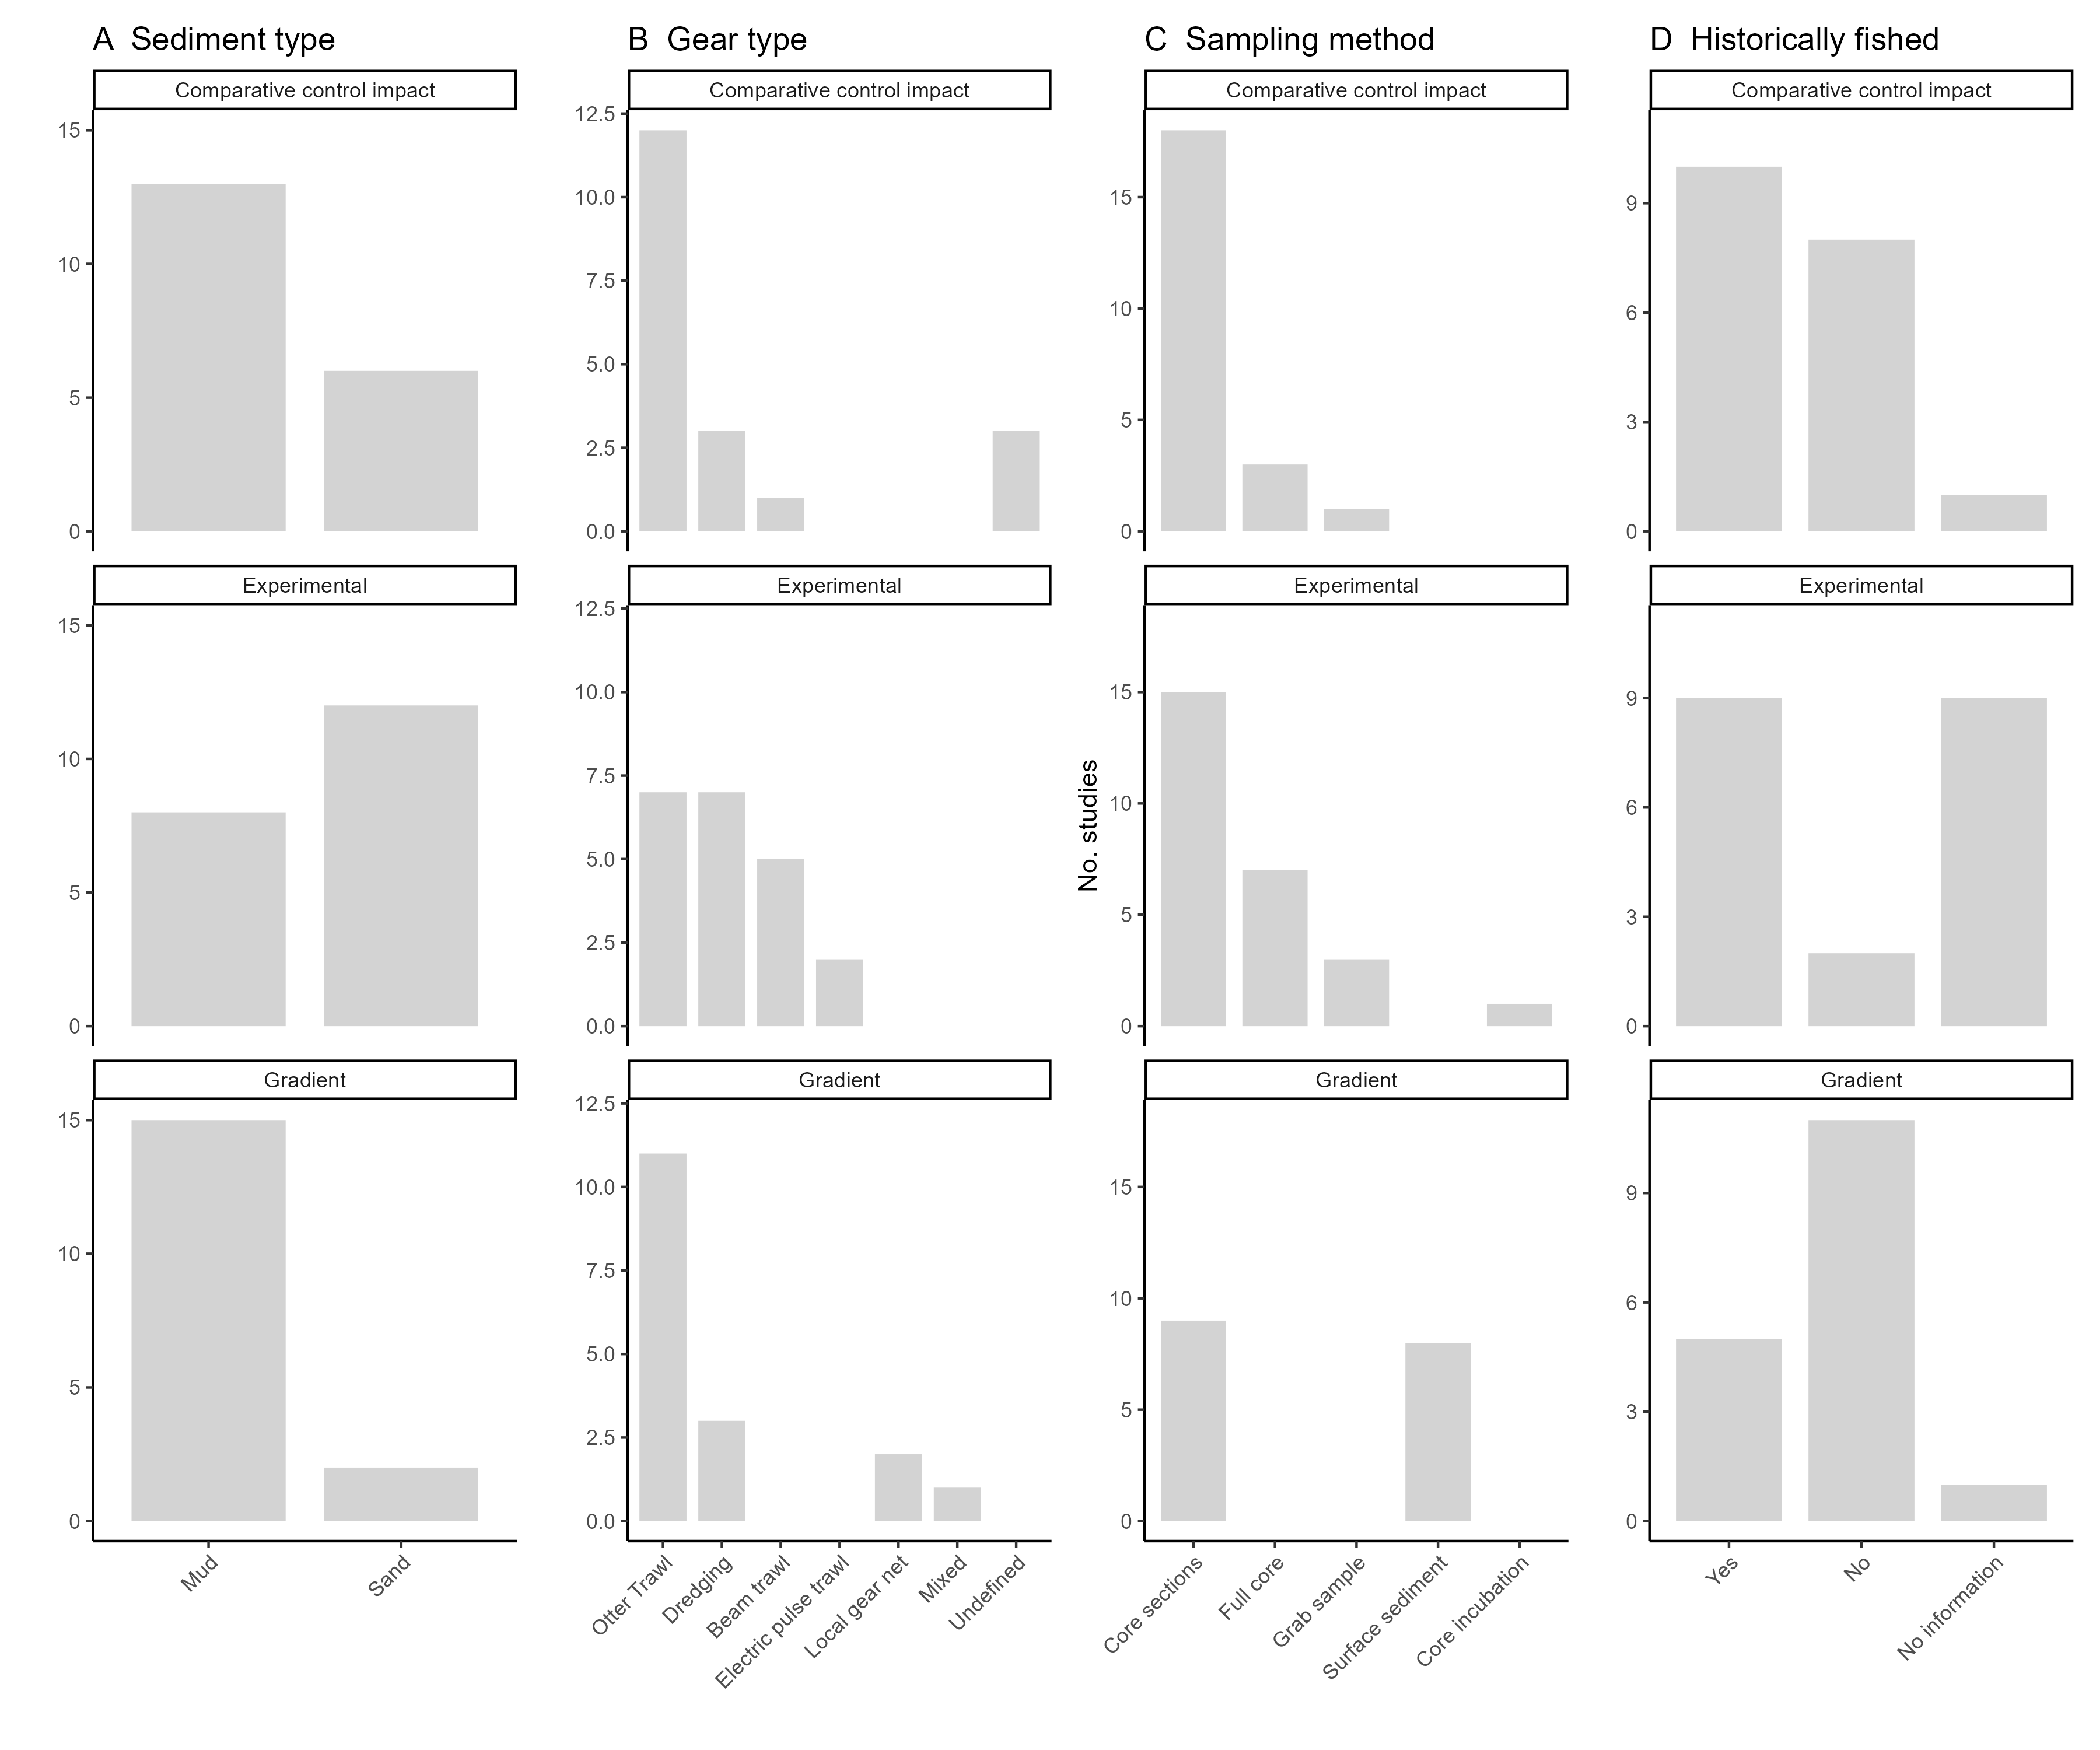 A Sediment type
Comparative control impact
15
10
5
0
Experimental
15
10
5
0
Gradient
15
10
5
0
Mud
Sand
B Gear type
Comparative control impact
12.5
10.0
7.5
5.0
2.5
0.0
Experimental
12.5
10.0
7.5
5.0
2.5
0.0
Gradient
12.5
10.0
7.5
5.0
2.5
0.0
Otter Trawl
Dredging
Beam trawl
Electric pulse trawl
Local gear net
Mixed
Undefined
C Sampling method
No. studies
Comparative control impact
15
10
5
0
Experimental
15
10
5
0
Gradient
15
10
5
0
Core sections
Full core
Grab sample
Surface sediment
Core incubation
D Historically fished
Comparative control impact
9
6
3
0
Experimental
9
6
3
0
Gradient
9
6
3
0
Yes
No
No information